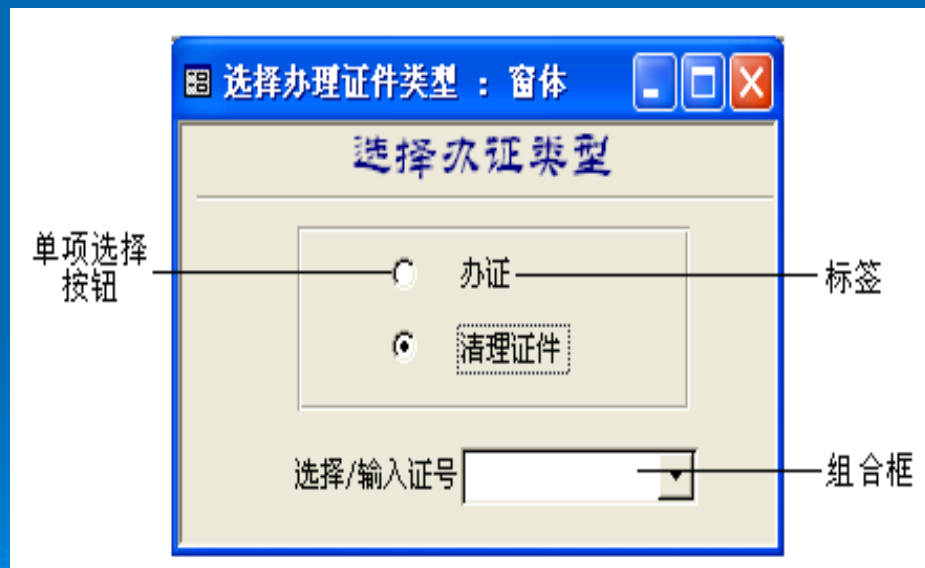 选择办理证件类型 : 窗体
选择办证类型
单项选择
按钮
办证
标签
清理证件
选择/输入证号
组合框